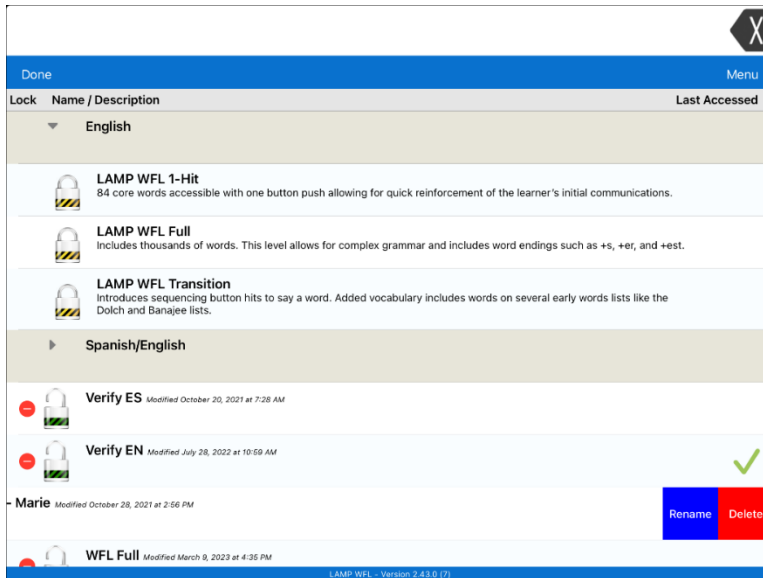 Done Menu
Lock Name / Description Last Accessed
English
LAMP WFL 1-Hit
84 core words accessible with one button push allowing for quick reinforcement of the learner's initial communications.
LAMP WFL Full
Includes thousands of words. This level allows for complex grammar and includes word endings such as +s, +er, and +est.
LAMP WFL Transition
Introduces sequencing button hits to say a word. Added vocabulary includes words on several early words lists like the
Dolch and Banajee lists.
Spanish/English
Verify ES Modified October 20, 2021 at 7:28 AM
Verify EN Modified July 28, 2022 at 10:59 AM
- Marie Modified October 28, 2021 at 2:56 PM Rename Delete
WFL Full Modified March 9, 2023 at 4:35 PM
LAMP WFL - Version 2.43.0 (7)